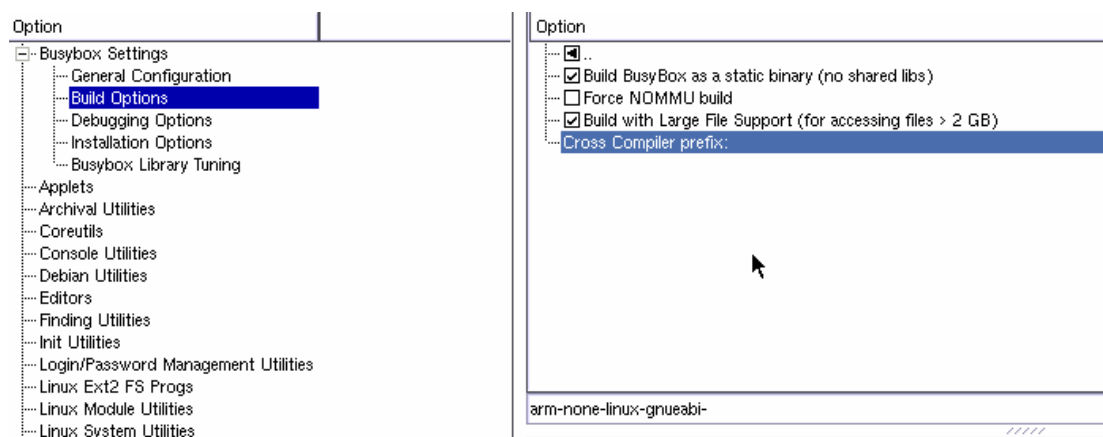 Option
Busybox Settings
General Configuration
Build Options
Debugging Options
Installation Options
Busybox Library Tuning
Applets
Archival Utilities
Coreutils
Console Utilities
Debian Utilities
Editors
Finding Utilities
Init Utilities
Login/Password Management Utilities
Linux Ext2 FS Progs
Linux Module Utilities
Linux System Utilities
Option
..
Build BusyBox as a static binary (no shared libs)
Force NOMMU build
Build with Large File Support (for accessing files > 2 GB)
Cross Compiler prefix:
arm-none-linux-gnueabi-